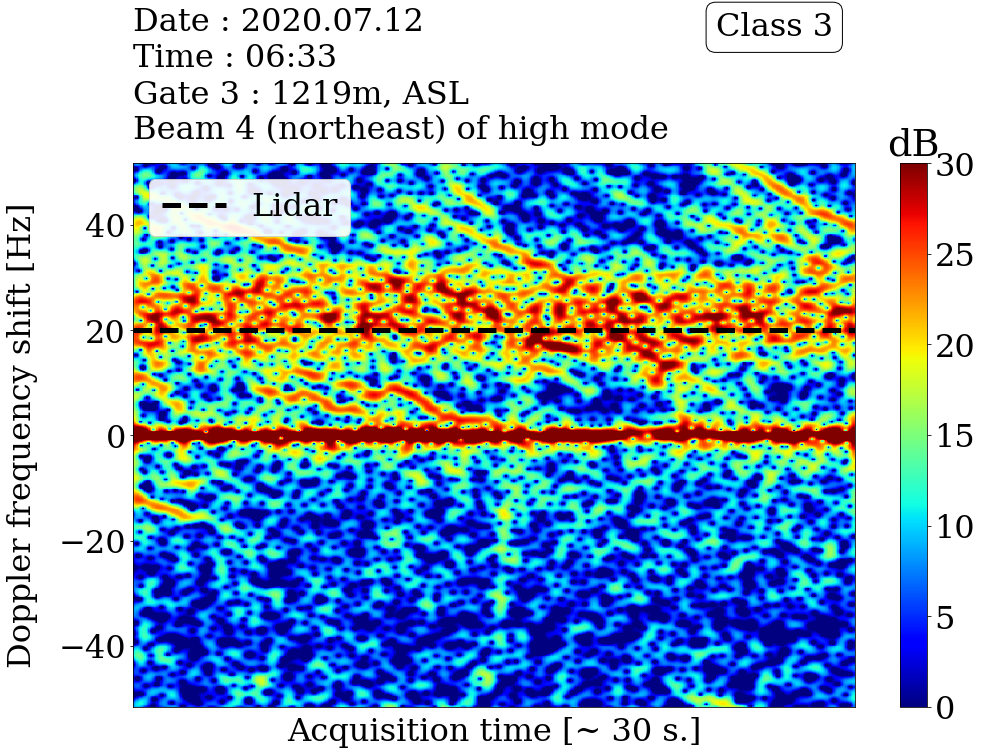 Date : 2020.07.12
Class 3
Time : 06:33
Gate 3 : 1219m, ASL
Beam 4 (northeast) of high mode
dB
Lidar
Doppler frequency shift [Hz]
40
20
0
−20
−40
30
25
20
15
10
5
0
Acquisition time [~ 30 s.]